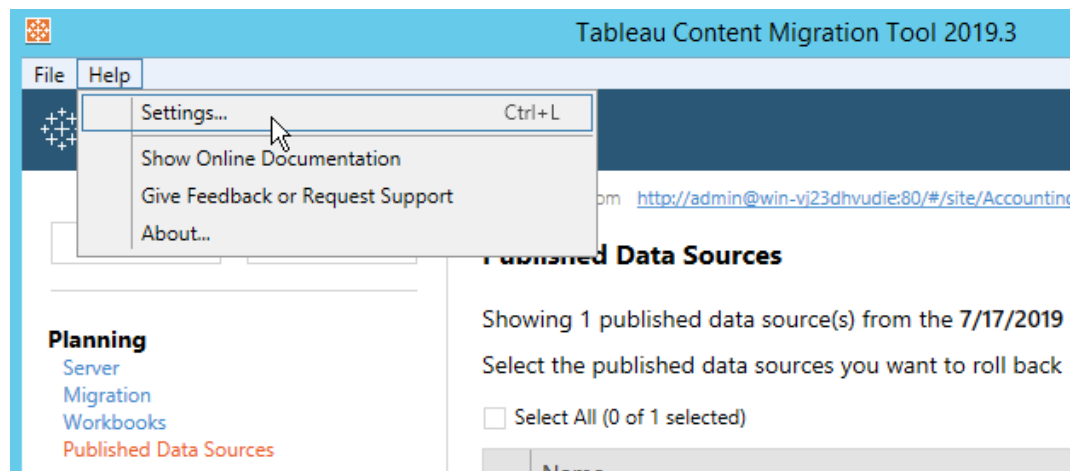 Tableau Content Migration Tool 2019.3
File Help
Settings... Ctrl+L
Show Online Documentation
Give Feedback or Request Support
About...
http://admin@win-vj23dhvudie:80/#/site/Accounting
Published Data Sources
Showing 1 published data source(s) from the 7/17/2019
Select the published data sources you want to roll back
Select All (0 of 1 selected)
Name
Planning
Server
Migration
Workbooks
Published Data Sources